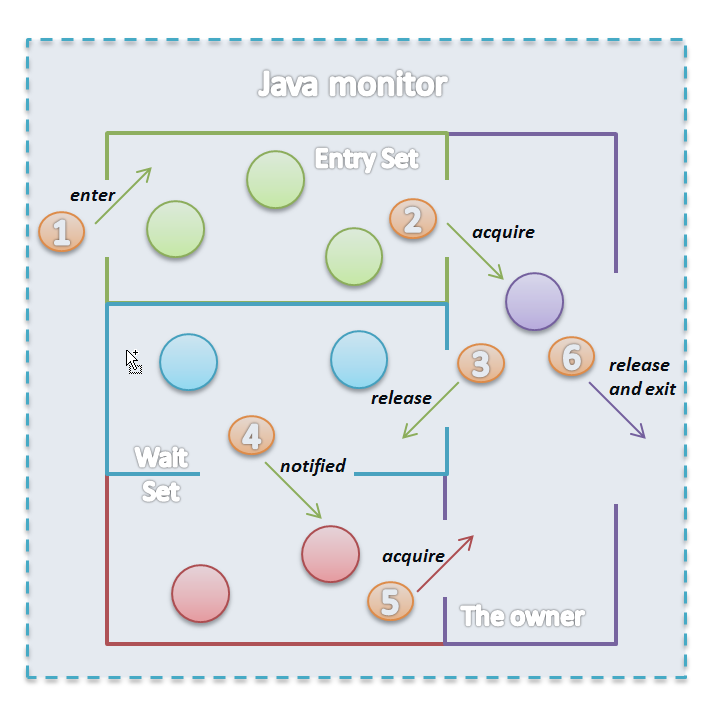 Java monitor
Entry Set
enter
1
2
acquire
3
6
release
and exit
release
4
notified
Wait
Set
acquire
5
The owner